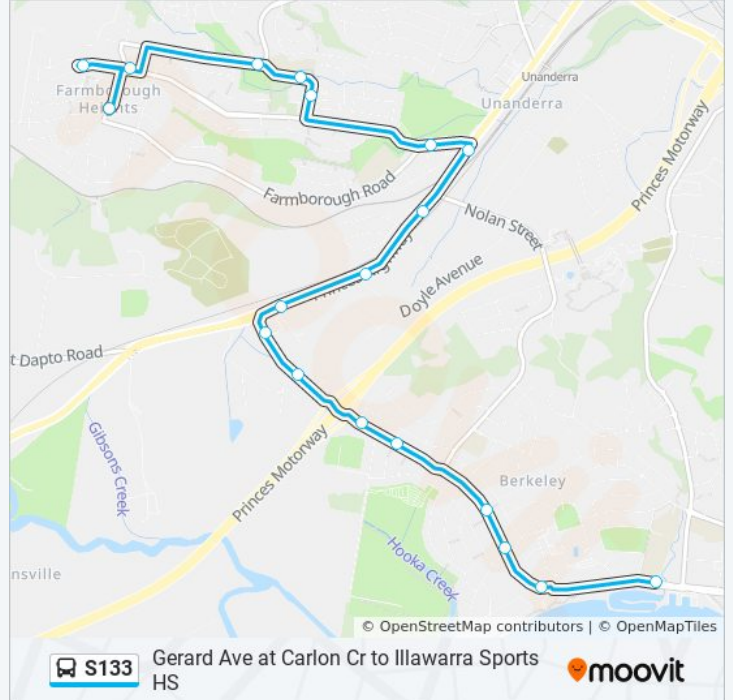 Unanderra
Farmborough
Heights
Unanderra
Princes Motorway
Farmborough Road
Nolan Street
Doyle Avenue
t Dapto Road
Gibsons Creek
Princes Motorway
Berkeley
Hooka Creek
nsville
© OpenStreetMap contributors | © OpenMapTiles
S133
Gerard Ave at Carlon Cr to Illawarra Sports
HS
moovit